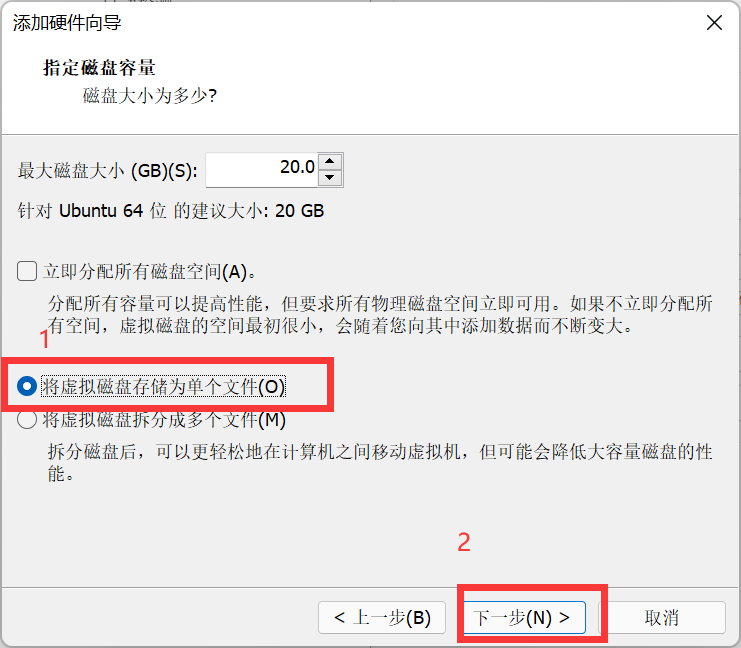 添加硬件向导
指定磁盘容量
磁盘大小为多少?
最大磁盘大小 (GB)(S): 20.0
针对 Ubuntu 64 位 的建议大小: 20 GB
立即分配所有磁盘空间(A)。
分配所有容量可以提高性能，但要求所有物理磁盘空间立即可用。如果不立即分配所
有空间，虚拟磁盘的空间最初很小，会随着您向其中添加数据而不断变大。
1
将虚拟磁盘存储为单个文件(O)
将虚拟磁盘拆分成多个文件(M)
拆分磁盘后，可以更轻松地在计算机之间移动虚拟机，但可能会降低大容量磁盘的性
能。
2
< 上一步(B) 下一步(N) > 取消